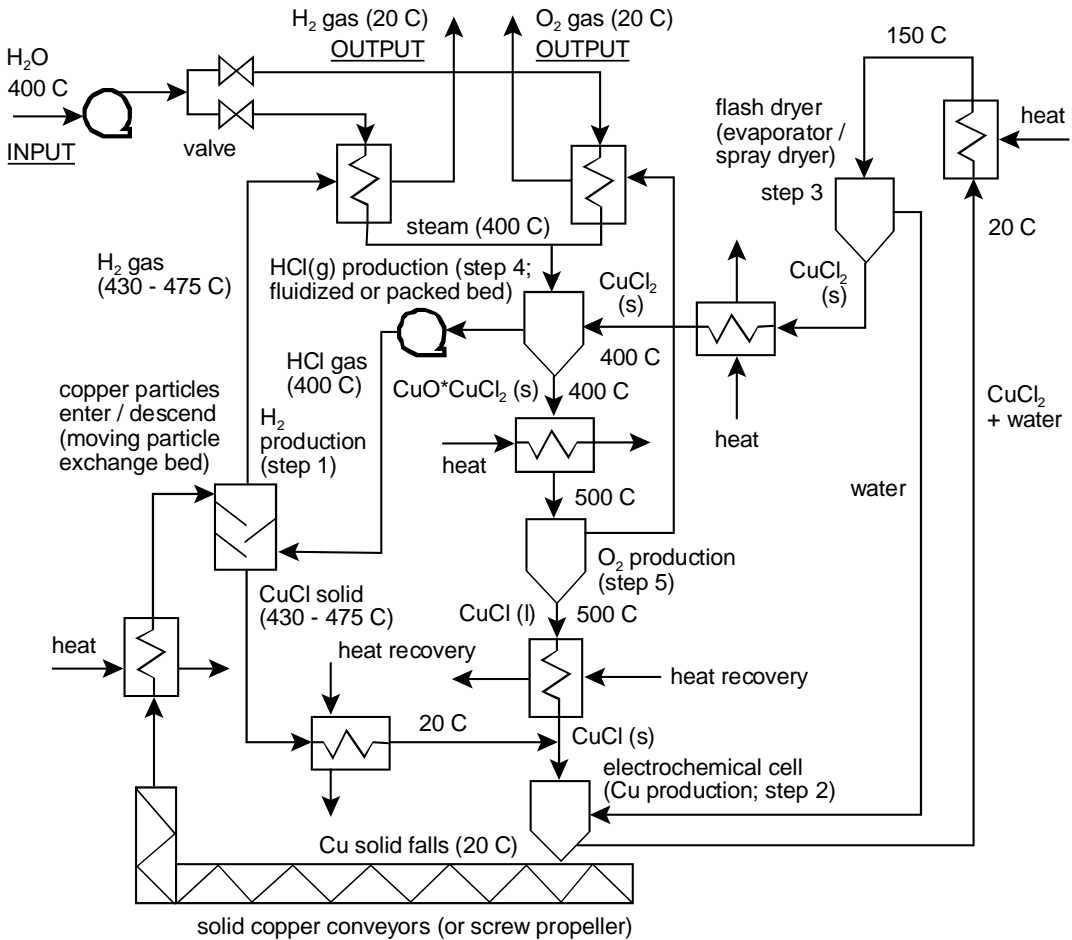 H₂ gas (20 C)
OUTPUT
O₂ gas (20 C)
OUTPUT
150 C
H₂O
400 C
INPUT
valve
flash dryer
(evaporator /
spray dryer)
step 3
heat
20 C
steam (400 C)
H₂ gas
(430 - 475 C)
HCl(g) production (step 4;
fluidized or packed bed)
CuCl₂
(s)
CuCl₂
(s)
400 C
HCl gas
(400 C)
CuO*CuCl₂ (s)
400 C
copper particles
enter / descend
(moving particle
exchange bed)
H₂
production
(step 1)
heat
heat
CuCl₂
+ water
500 C
water
O₂ production
(step 5)
CuCl solid
(430 - 475 C)
CuCl (l)
500 C
heat
heat recovery
heat recovery
20 C
CuCl (s)
electrochemical cell
(Cu production; step 2)
Cu solid falls (20 C)
solid copper conveyors (or screw propeller)